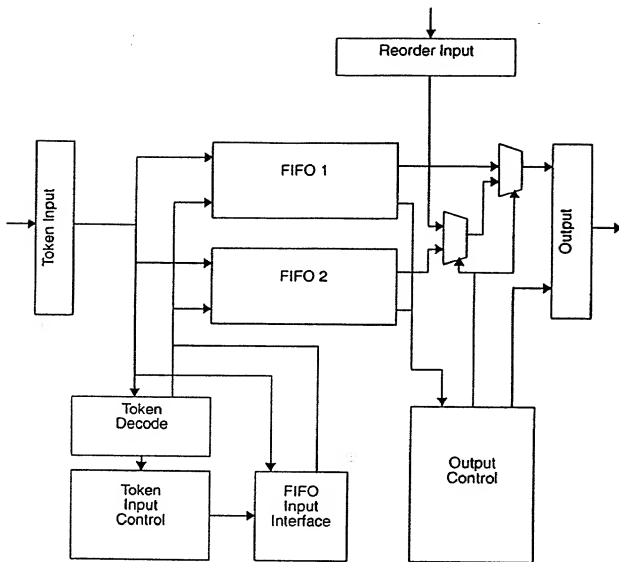 Reorder Input
Token Input
FIFO 1
FIFO 2
Output
Token
Decode
Token
Input
Control
FIFO
Input
Interface
Output
Control